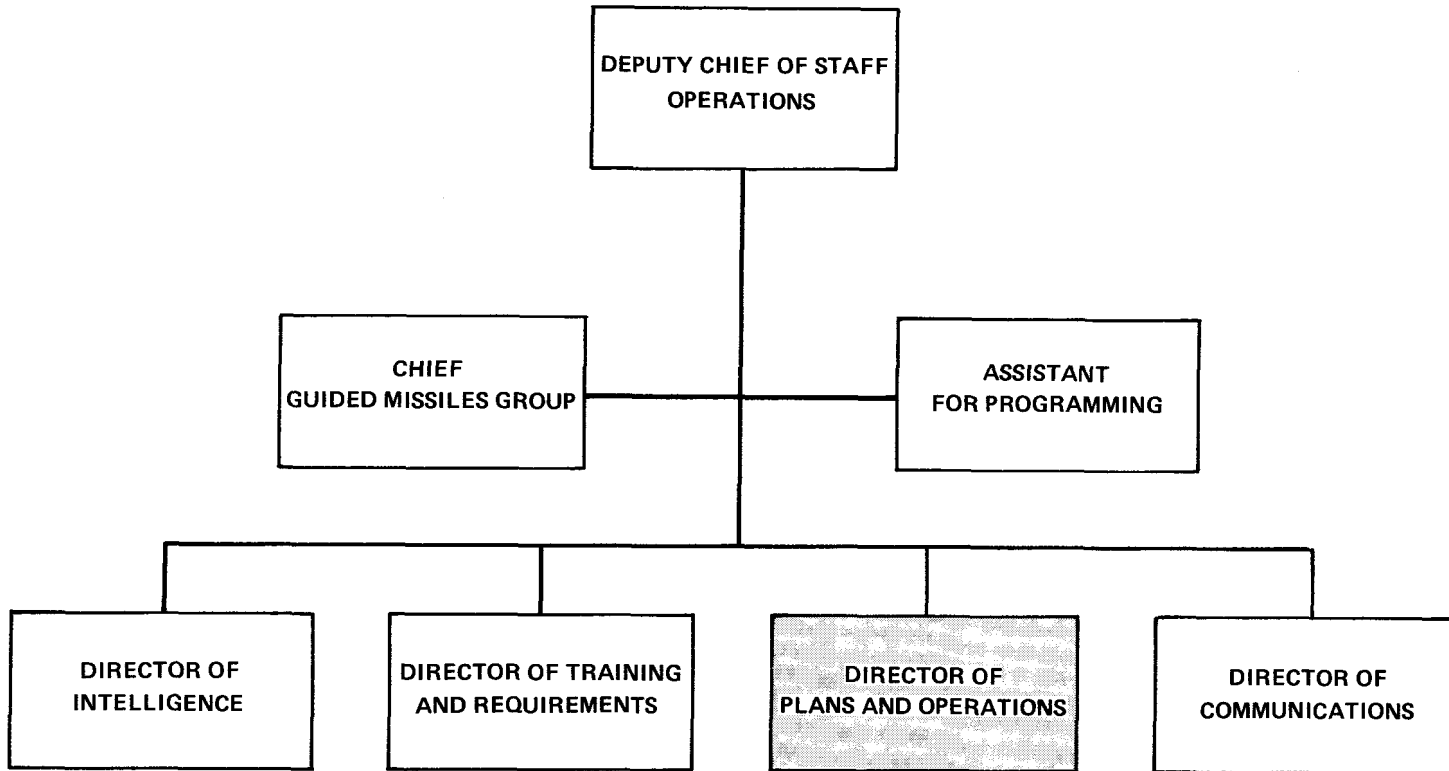 DEPUTY CHIEF OF STAFF
OPERATIONS
CHIEF
GUIDED MISSILES GROUP
ASSISTANT
FOR PROGRAMMING
DIRECTOR OF
INTELLIGENCE
DIRECTOR OF TRAINING
AND REQUIREMENTS
DIRECTOR OF
PLANS AND OPERATIONS
DIRECTOR OF
COMMUNICATIONS